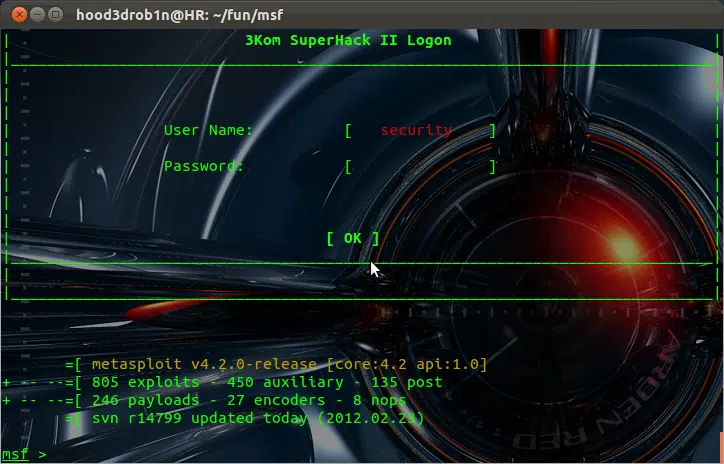 hood3drob1n@HR: ~/fun/msf
3Kom SuperHack II Logon
User Name: [ security ]
Password: [ ]
[ OK ]
=[ metasploit v4.2.0-release [core:4.2 api:1.0]
+ -- --=[ 805 exploits - 450 auxiliary - 135 post
+ -- --=[ 246 payloads - 27 encoders - 8 nops
=[ svn r14799 updated today (2012.02.23)
msf >
ARDEN RED